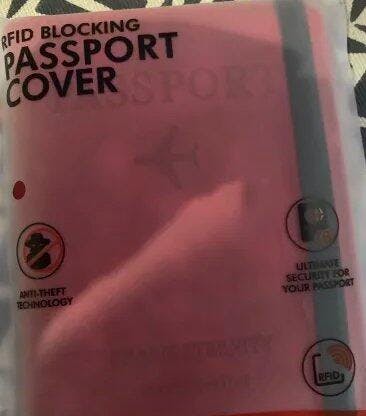 RFID BLOCKING
PASSPORT
COVER
PASSPORT
ULTIMATE
SECURITY FOR
YOUR PASSPORT
ANTI-THEFT
TECHNOLOGY
RFID